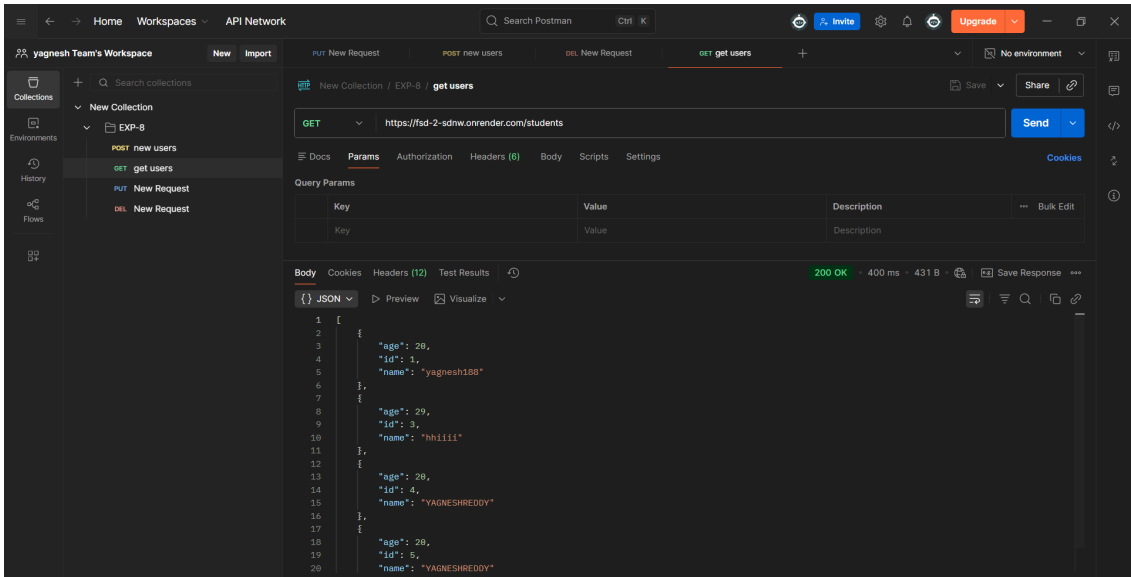 Home Workspaces API Network Search Postman Ctrl K Invite Upgrade
yagnesh Team's Workspace New Import PUT New Request POST new users DEL New Request GET get users No environment
Collections
Environments
History
Flows
Search collections
New Collection
EXP-8
POST new users
GET get users
PUT New Request
DEL New Request
HTTP New Collection / EXP-8 / get users Save Share
GET https://fsd-2-sdnw.onrender.com/students Send
Docs Params Authorization Headers (6) Body Scripts Settings Cookies
Query Params
Key Value Description Bulk Edit
Key Value Description
Body Cookies Headers (12) Test Results 200 OK 400 ms 431 B Save Response
{} JSON Preview Visualize
1 [
2 {
3 "age": 20,
4 "id": 1,
5 "name": "yagnesh188"
6 },
7 {
8 "age": 29,
9 "id": 3,
10 "name": "hhiiii"
11 },
12 {
13 "age": 20,
14 "id": 4,
15 "name": "YAGNESHREDDY"
16 },
17 {
18 "age": 20,
19 "id": 5,
20 "name": "YAGNESHREDDY"